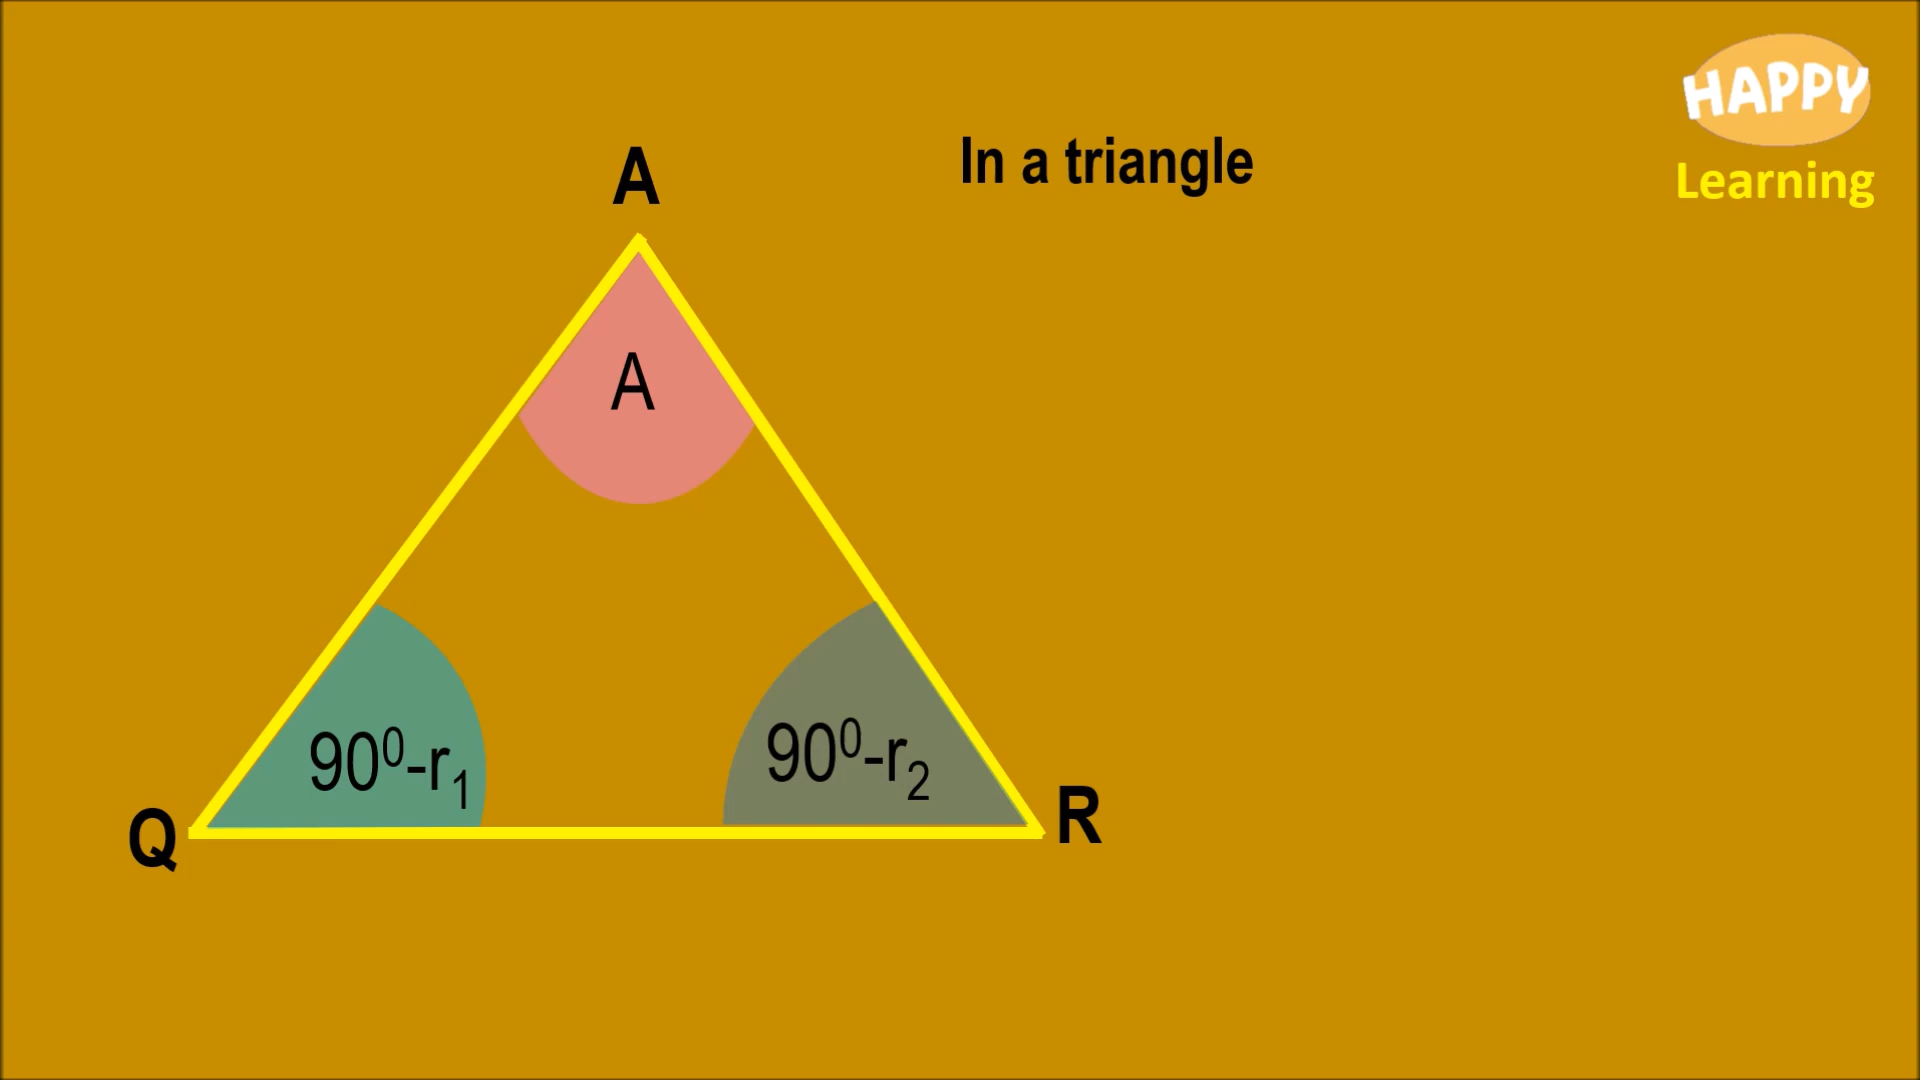 HAPPY
Learning
In a triangle
A
A
90⁰-r₁
90⁰-r₂
Q
R